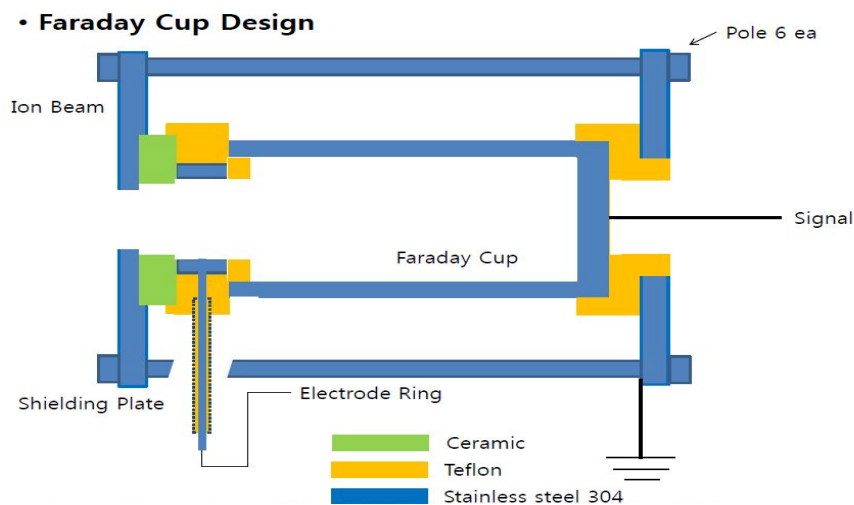 • Faraday Cup Design
Pole 6 ea
Ion Beam
Signal
Faraday Cup
Shielding Plate
Electrode Ring
Ceramic
Teflon
Stainless steel 304